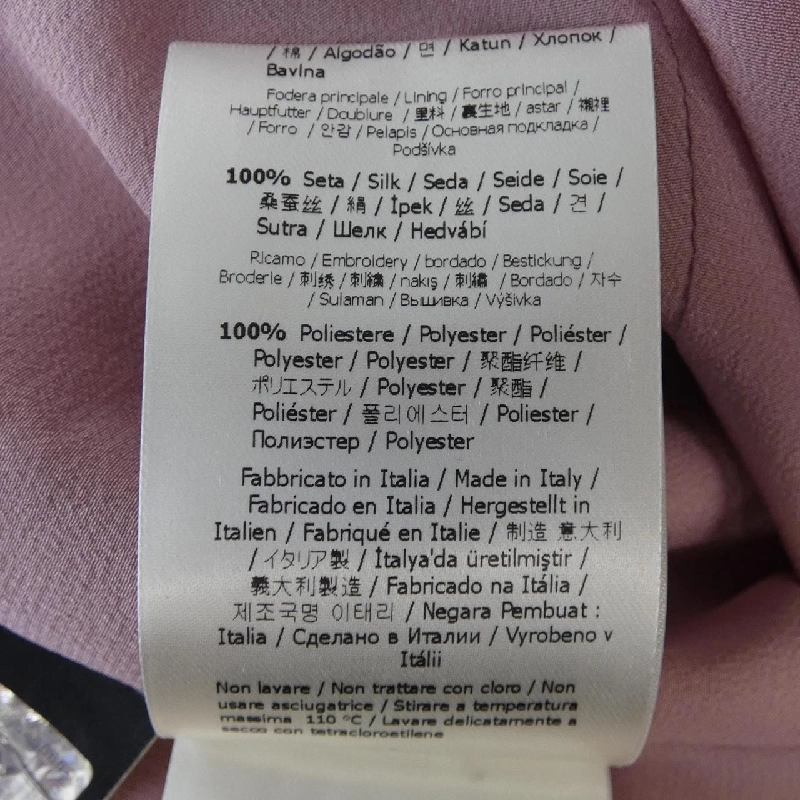 / 棉 / Algodão / 면 / Katun / Хлопок /
Bavlna
Fodera principale / Lining / Forro principal /
Hauptfutter / Doublure / 里料 / 裏生地 / astar / 襯裡
/ Forro / 안감 / Pelapis / Основная подкладка /
Podšívka
100% Seta / Silk / Seda / Seide / Soie /
桑蚕丝 / 絹 / İpek / 丝 / Seda / 견 /
Sutra / Шелк / Hedvábí
Ricamo / Embroidery / bordado / Bestickung /
Broderie / 刺绣 / 刺繍 / nakış / 刺繡 / Bordado / 자수
/ Sulaman / Вышивка / Výšivka
100% Poliestere / Polyester / Poliéster /
Polyester / Polyester / 聚酯纤维 /
ポリエステル / Polyester / 聚酯 /
Poliéster / 폴리에스터 / Poliester /
Полиэстер / Polyester
Fabbricato in Italia / Made in Italy /
Fabricado en Italia / Hergestellt in
Italien / Fabriqué en Italie / 制造 意大利
/ イタリア製 / İtalya'da üretilmiştir /
義大利製造 / Fabricado na Itália /
제조국명 이태리 / Negara Pembuat :
Italia / Сделано в Италии / Vyrobeno v
Itálii
Non lavare / Non trattare con cloro / Non
usare asciugatrice / Stirare a temperatura
massima 110 °C / Lavare delicatamente a
secco con tetracloroetilene